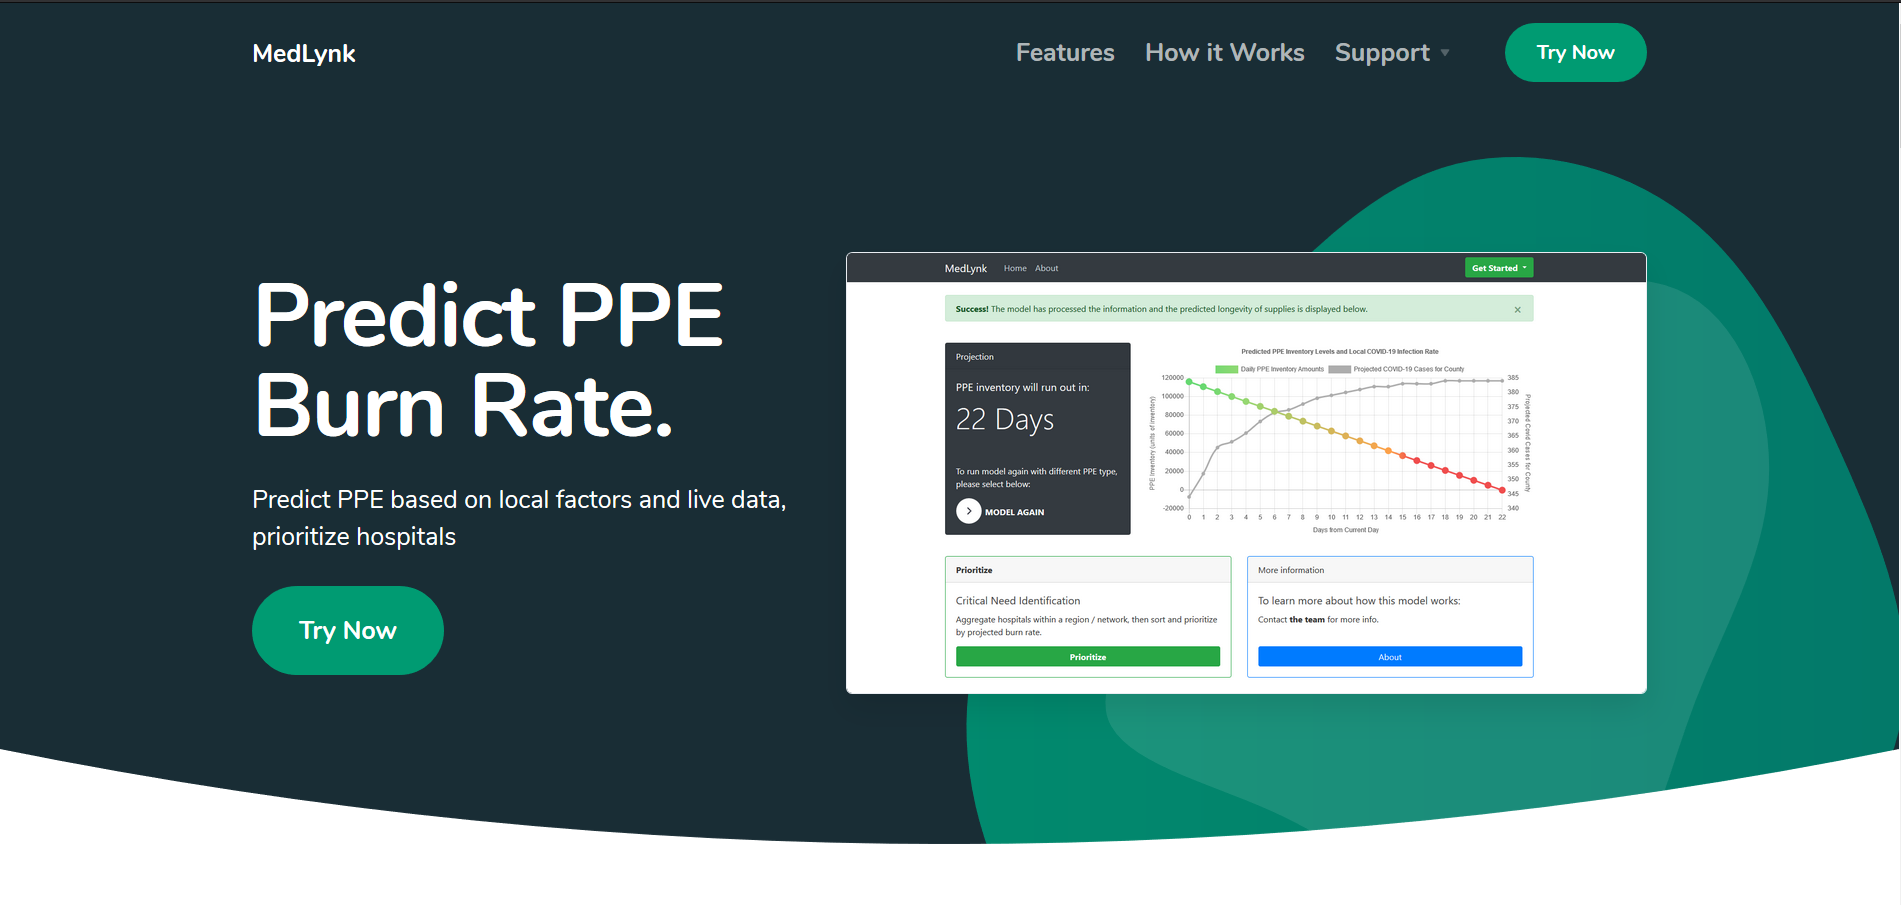 MedLynk
Features How it Works Support
Try Now
Predict PPE
Burn Rate.
Predict PPE based on local factors and live data,
prioritize hospitals
Try Now
MedLynk Home About
Get Started
Success! The model has processed the information and the predicted longevity of supplies is displayed below. ×
Projection
PPE inventory will run out in:
22 Days
To run model again with different PPE type,
please select below:
MODEL AGAIN
Predicted PPE Inventory Levels and Local COVID-19 Infection Rate
Daily PPE Inventory Amounts Projected COVID-19 Cases for County
PPE Inventory (units of inventory)
120000
100000
80000
60000
40000
20000
0
-20000
385
380
375
370
365
360
355
350
345
340
Projected Covid Cases for County
0 1 2 3 4 5 6 7 8 9 10 11 12 13 14 15 16 17 18 19 20 21 22
Days from Current Day
Prioritize
Critical Need Identification
Aggregate hospitals within a region / network, then sort and prioritize
by projected burn rate.
Prioritize
More information
To learn more about how this model works:
Contact the team for more info.
About